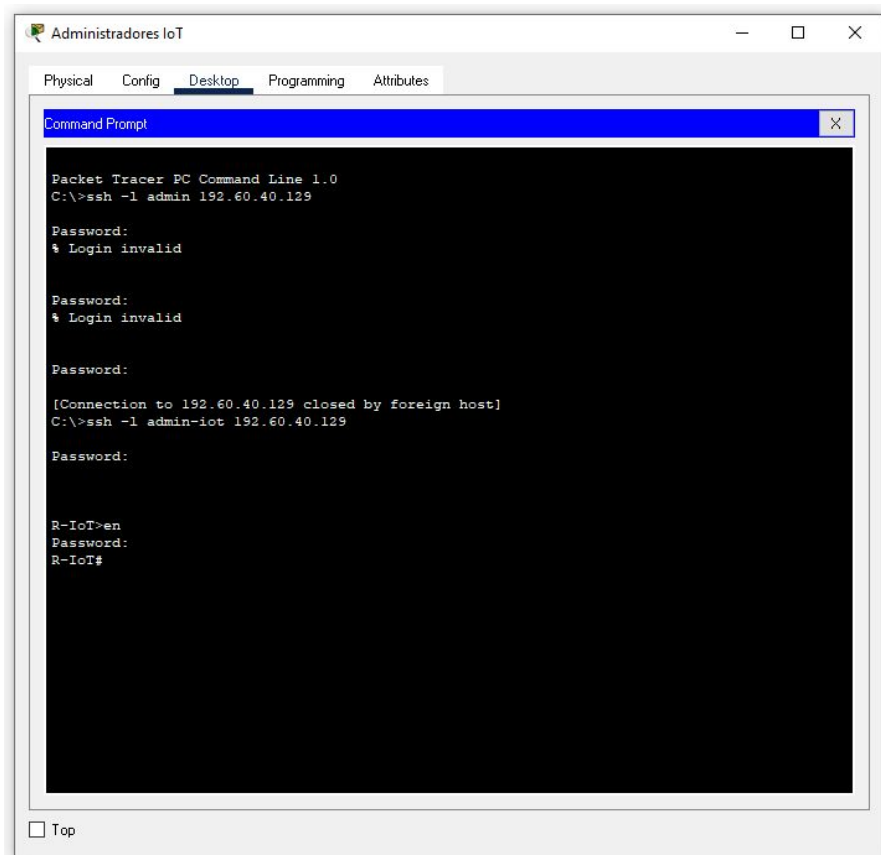 Administradores IoT
Physical Config Desktop Programming Attributes
Command Prompt X
Packet Tracer PC Command Line 1.0
C:\>ssh -l admin 192.60.40.129
Password:
% Login invalid
Password:
% Login invalid
Password:
[Connection to 192.60.40.129 closed by foreign host]
C:\>ssh -l admin-iot 192.60.40.129
Password:
R-IoT>en
Password:
R-IoT#
Top